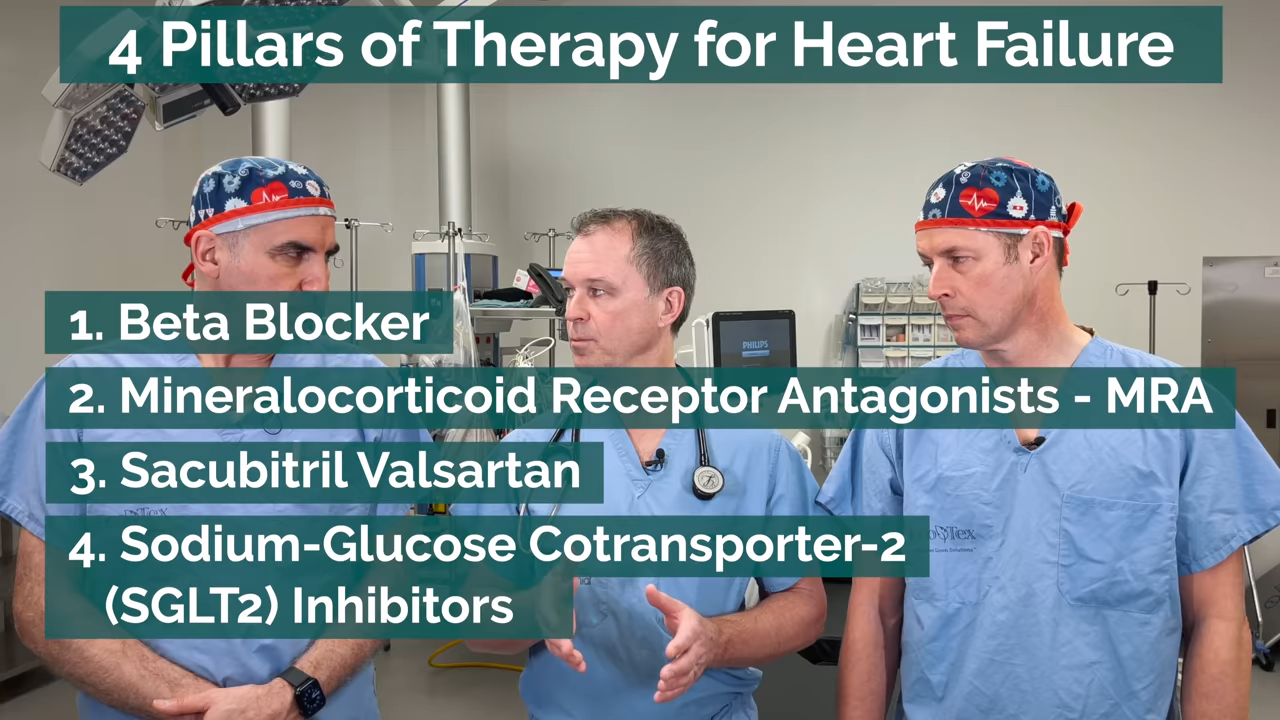 4 Pillars of Therapy for Heart Failure
PHILIPS
1. Beta Blocker
2. Mineralocorticoid Receptor Antagonists - MRA
3. Sacubitril Valsartan
4. Sodium-Glucose Cotransporter-2
(SGLT2) Inhibitors